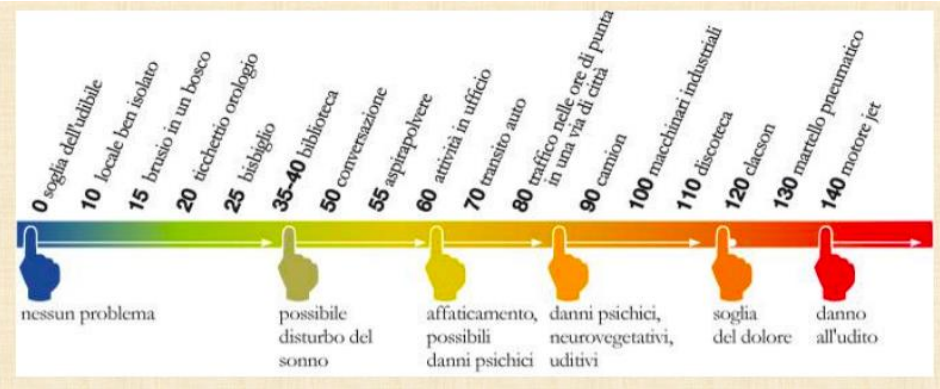 0 soglia dell'udibile
10 locale ben isolato
15 brusio in un bosco
20 ticchettio orologio
25 bisbiglio
35-40 biblioteca
50 conversazione
55 aspirapolvere
60 attività in ufficio
70 transito auto
80 traffico nelle ore di punta
in una via di città
90 camion
100 macchinari industriali
110 discoteca
120 clacson
130 martello pneumatico
140 motore jet
nessun problema
possibile
disturbo del
sonno
affaticamento,
possibili
danni psichici
danni psichici,
neurovegetativi,
uditivi
soglia
del dolore
danno
all'udito